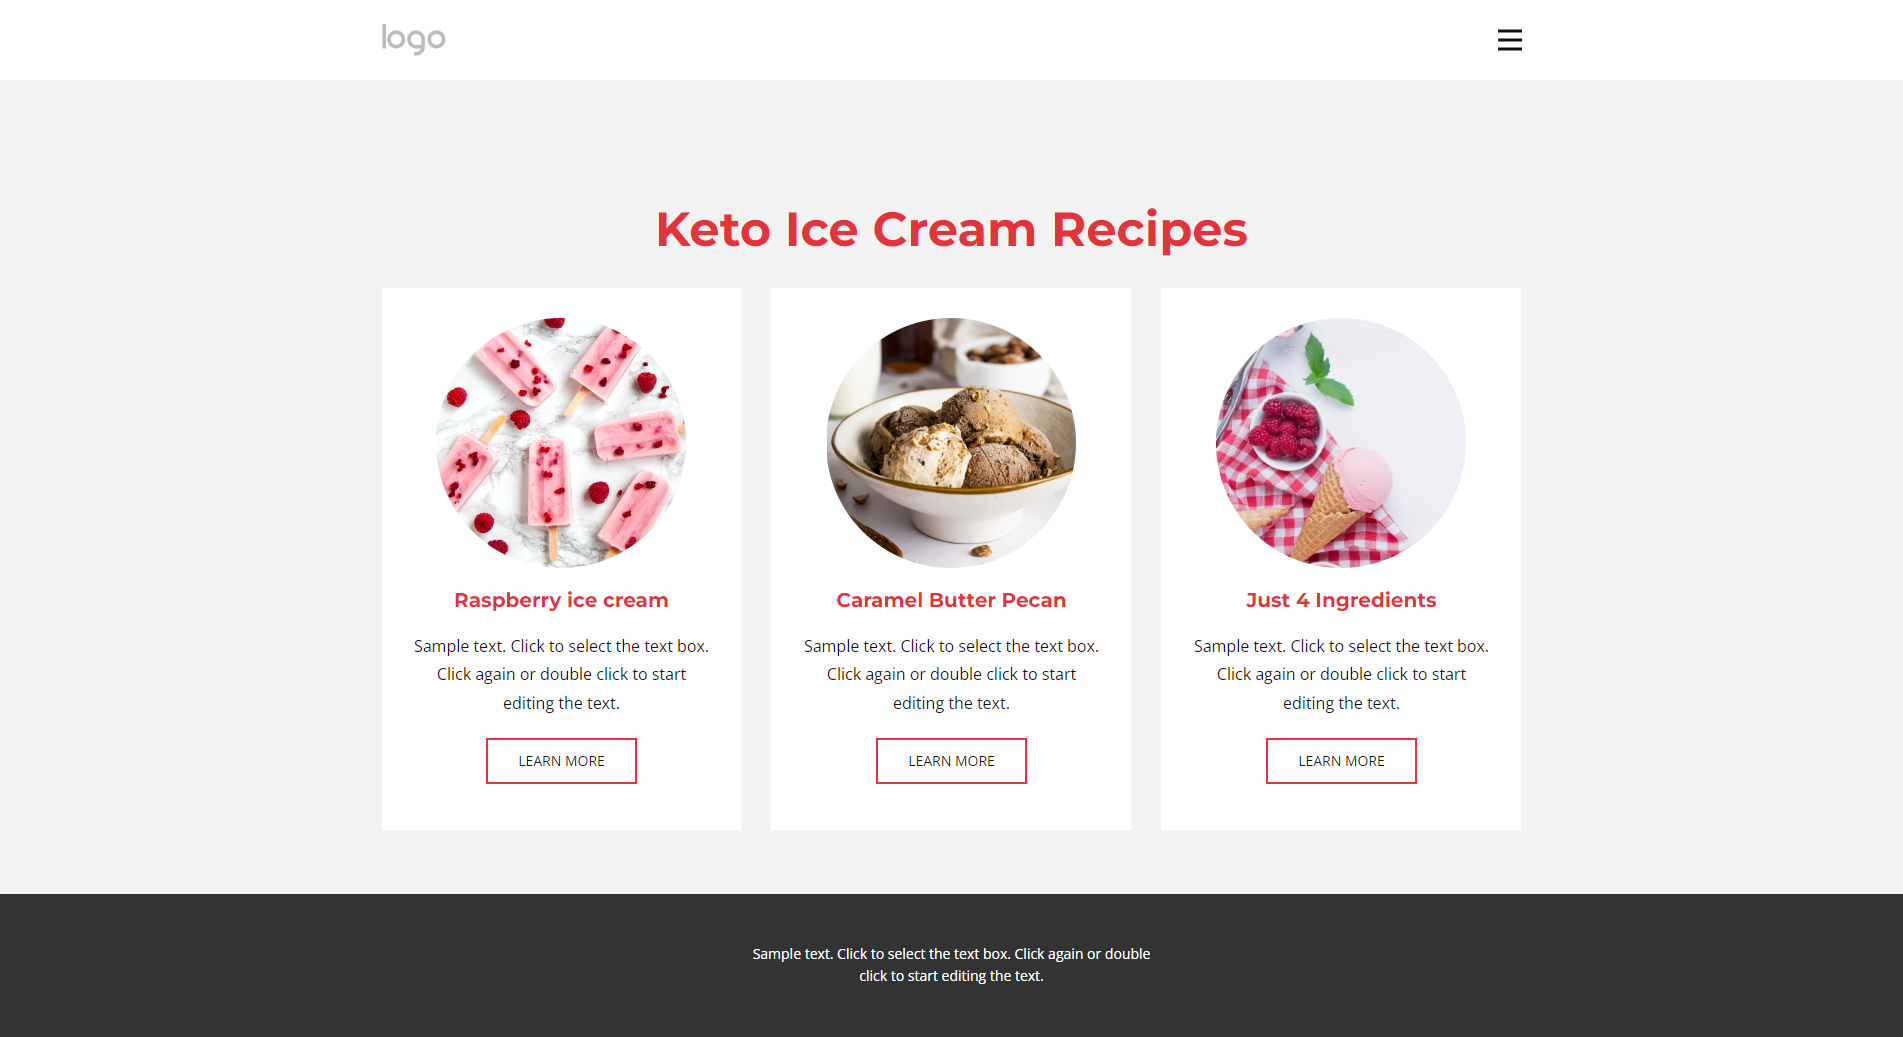 logo
Keto Ice Cream Recipes
Raspberry ice cream
Sample text. Click to select the text box.
Click again or double click to start
editing the text.
LEARN MORE
Caramel Butter Pecan
Sample text. Click to select the text box.
Click again or double click to start
editing the text.
LEARN MORE
Just 4 Ingredients
Sample text. Click to select the text box.
Click again or double click to start
editing the text.
LEARN MORE
Sample text. Click to select the text box. Click again or double
click to start editing the text.